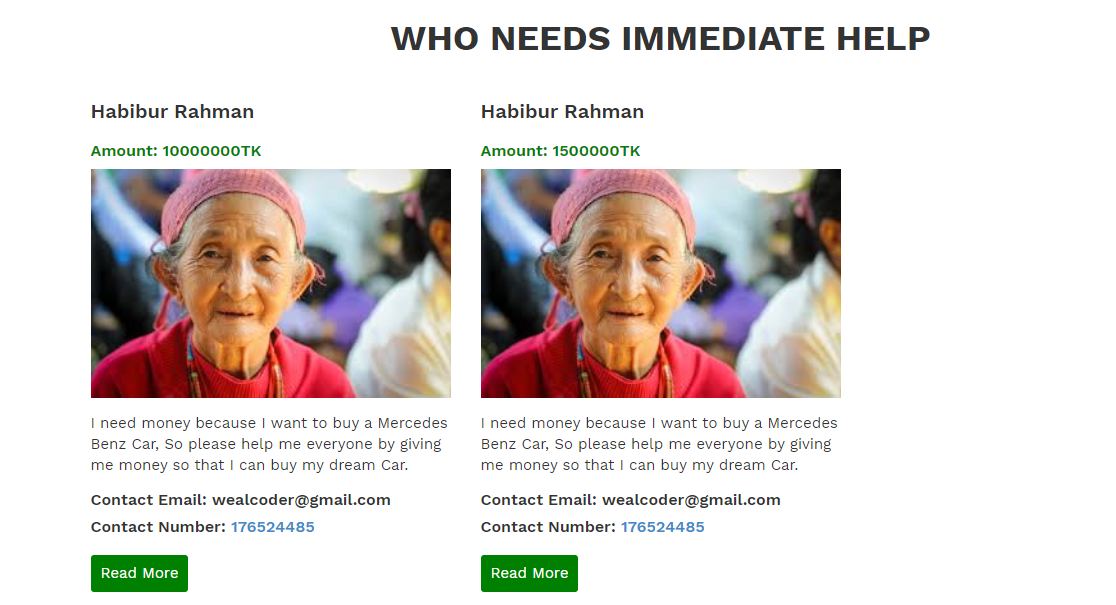 WHO NEEDS IMMEDIATE HELP
Habibur Rahman
Amount: 10000000TK
I need money because I want to buy a Mercedes
Benz Car, So please help me everyone by giving
me money so that I can buy my dream Car.
Contact Email: wealcoder@gmail.com
Contact Number: 176524485
Read More
Habibur Rahman
Amount: 1500000TK
I need money because I want to buy a Mercedes
Benz Car, So please help me everyone by giving
me money so that I can buy my dream Car.
Contact Email: wealcoder@gmail.com
Contact Number: 176524485
Read More